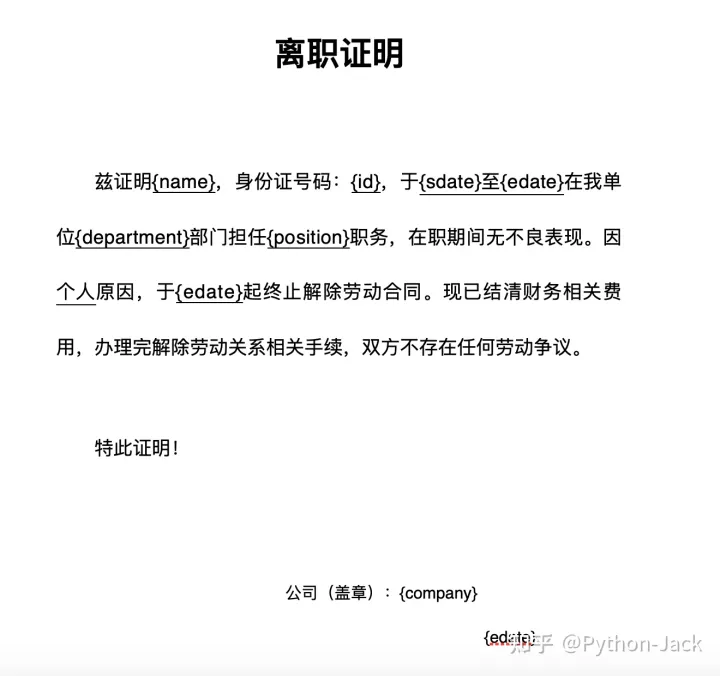 离职证明
兹证明{name}，身份证号码：{id}，于{sdate}至{edate}在我单
位{department}部门担任{position}职务，在职期间无不良表现。因
个人原因，于{edate}起终止解除劳动合同。现已结清财务相关费
用，办理完解除劳动关系相关手续，双方不存在任何劳动争议。
特此证明！
公司（盖章）：{company}
{edate}
知乎 @Python-Jack